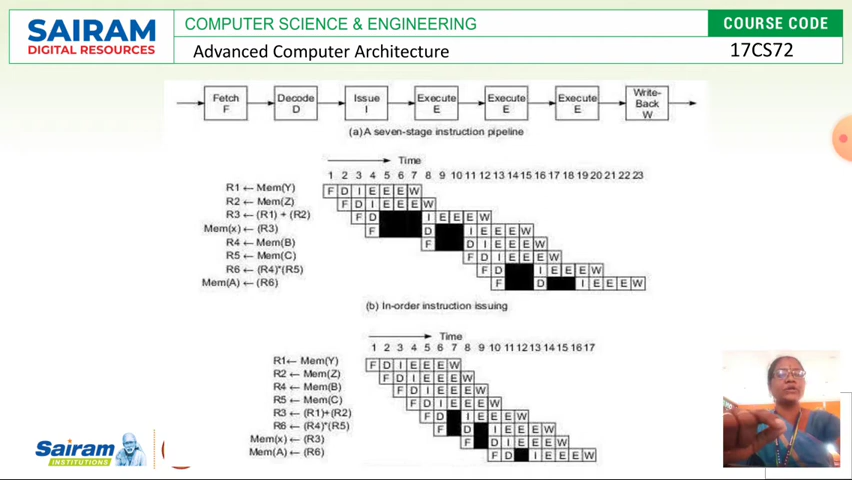 SAIRAM
DIGITAL RESOURCES
COMPUTER SCIENCE & ENGINEERING
COURSE CODE
Advanced Computer Architecture
17CS72
Fetch F
Decode D
Issue I
Execute E
Execute E
Execute E
Write-Back W
(a) A seven-stage instruction pipeline
Time
1 2 3 4 5 6 7 8 9 10 11 12 13 14 15 16 17 18 19 20 21 22 23
R1 ← Mem(Y) F D I E E E W
R2 ← Mem(Z) F D I E E E W
R3 ← (R1) + (R2) F D I E E E W
Mem(x) ← (R3) F D I E E E W
R4 ← Mem(B) F D I E E E W
R5 ← Mem(C) F D I E E E W
R6 ← (R4)*(R5) F D I E E E W
Mem(A) ← (R6) F D I E E E W
(b) In-order instruction issuing
Time
1 2 3 4 5 6 7 8 9 10 11 12 13 14 15 16 17
R1← Mem(Y) F D I E E E W
R2 ← Mem(Z) F D I E E E W
R4 ← Mem(B) F D I E E E W
R5 ← Mem(C) F D I E E E W
R3 ← (R1)+(R2) F D I E E E W
R6 ← (R4)*(R5) F D I E E E W
Mem(x) ← (R3) F D I E E E W
Mem(A) ← (R6) F D I E E E W
Sairam
INSTITUTIONS